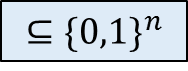 ⊆ {0,1}ⁿ